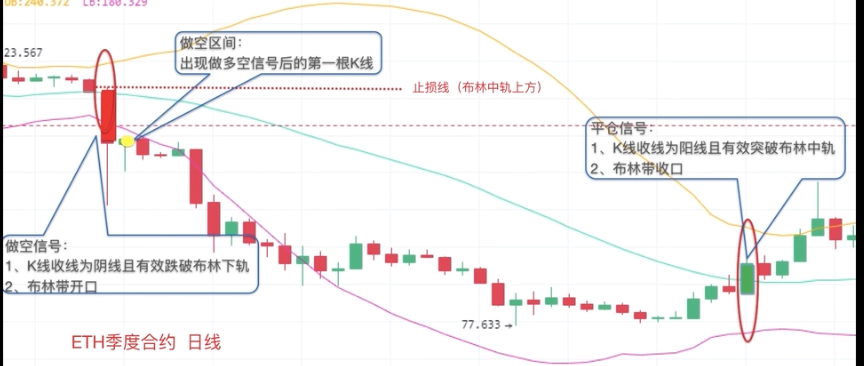 UB:240.372 LB:180.329
做空区间：
出现做多空信号后的第一根K线
23.567
止损线（布林中轨上方）
平仓信号：
1、K线收线为阳线且有效突破布林中轨
2、布林带收口
做空信号：
1、K线收线为阴线且有效跌破布林下轨
2、布林带开口
77.633
ETH季度合约 日线